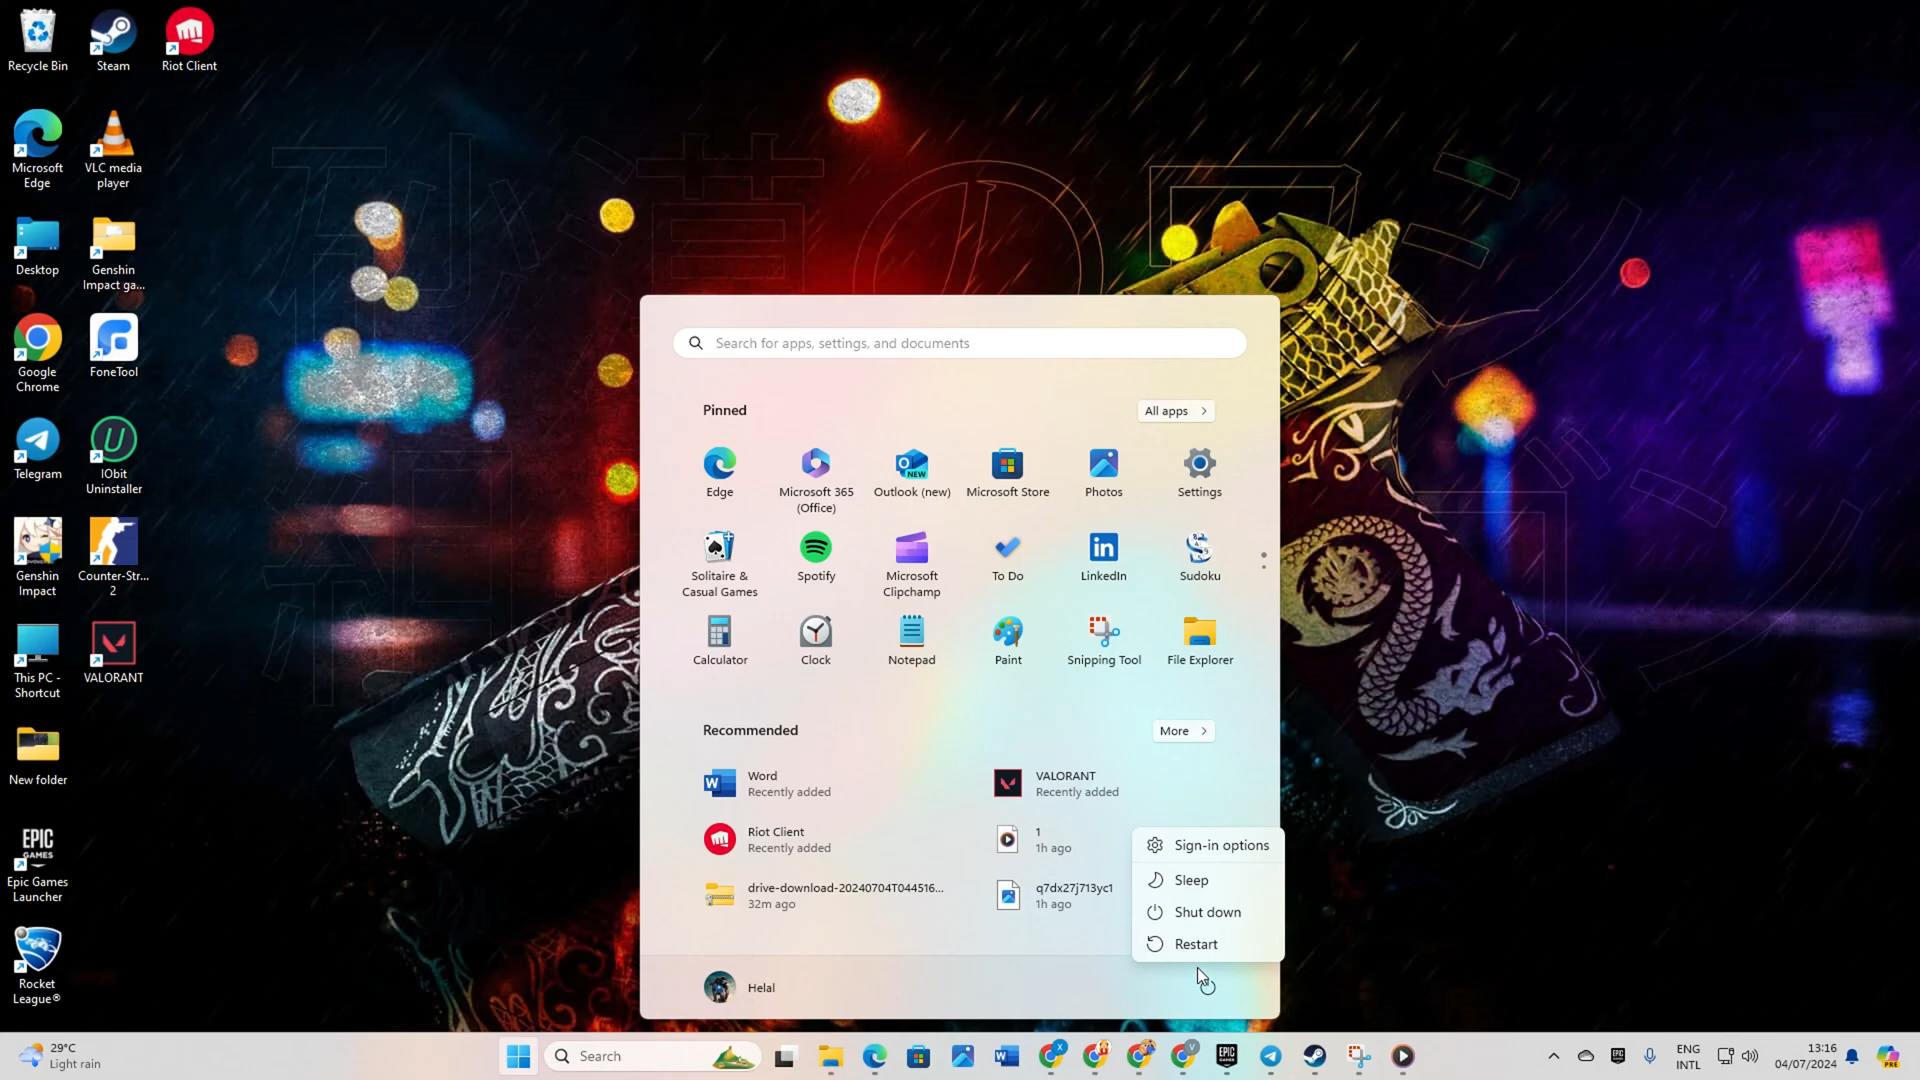 Recycle Bin
Steam
Riot Client
Microsoft
Edge
VLC media
player
Desktop
Genshin
Impact ga...
Google
Chrome
FoneTool
Telegram
IObit
Uninstaller
Genshin
Impact
Counter-Str...
2
This PC -
Shortcut
VALORANT
New folder
EPIC
GAMES
Epic Games
Launcher
Rocket
League®
Search for apps, settings, and documents
Pinned
All apps
Edge
Microsoft 365
(Office)
NEW
Outlook (new)
Microsoft Store
Photos
Settings
Solitaire &
Casual Games
Spotify
Microsoft
Clipchamp
To Do
LinkedIn
Sudoku
Calculator
Clock
Notepad
Paint
Snipping Tool
File Explorer
Recommended
More
Word
Recently added
VALORANT
Recently added
Riot Client
Recently added
1
1h ago
drive-download-20240704T044516...
32m ago
q7dx27j713yc1
1h ago
Sign-in options
Sleep
Shut down
Restart
Helal
29°C
Light rain
Search
ENG
INTL
13:16
04/07/2024
PRE